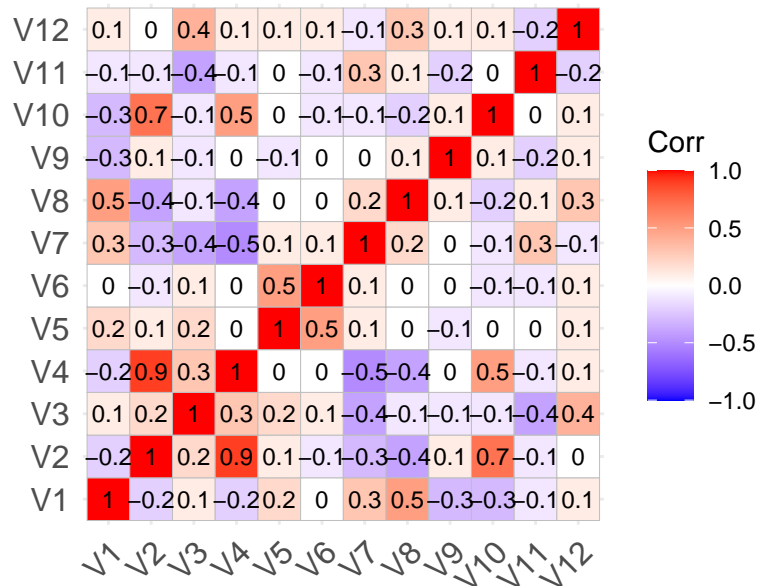 V12 0.1 0 0.4 0.1 0.1 0.1 −0.1 0.3 0.1 0.1 −0.2 1
V11 −0.1 −0.1 −0.4 −0.1 0 −0.1 0.3 0.1 −0.2 0 1 −0.2
V10 −0.3 0.7 −0.1 0.5 0 −0.1 −0.1 −0.2 0.1 1 0 0.1
V9 −0.3 0.1 −0.1 0 −0.1 0 0 0.1 1 0.1 −0.2 0.1
V8 0.5 −0.4 −0.1 −0.4 0 0 0.2 1 0.1 −0.2 0.1 0.3
V7 0.3 −0.3 −0.4 −0.5 0.1 0.1 1 0.2 0 −0.1 0.3 −0.1
V6 0 −0.1 0.1 0 0.5 1 0.1 0 0 −0.1 −0.1 0.1
V5 0.2 0.1 0.2 0 1 0.5 0.1 0 −0.1 0 0 0.1
V4 −0.2 0.9 0.3 1 0 0 −0.5 −0.4 0 0.5 −0.1 0.1
V3 0.1 0.2 1 0.3 0.2 0.1 −0.4 −0.1 −0.1 −0.1 −0.4 0.4
V2 −0.2 1 0.2 0.9 0.1 −0.1 −0.3 −0.4 0.1 0.7 −0.1 0
V1 1 −0.2 0.1 −0.2 0.2 0 0.3 0.5 −0.3 −0.3 −0.1 0.1
V1 V2 V3 V4 V5 V6 V7 V8 V9 V10 V11 V12
Corr
1.0
0.5
0.0
−0.5
−1.0